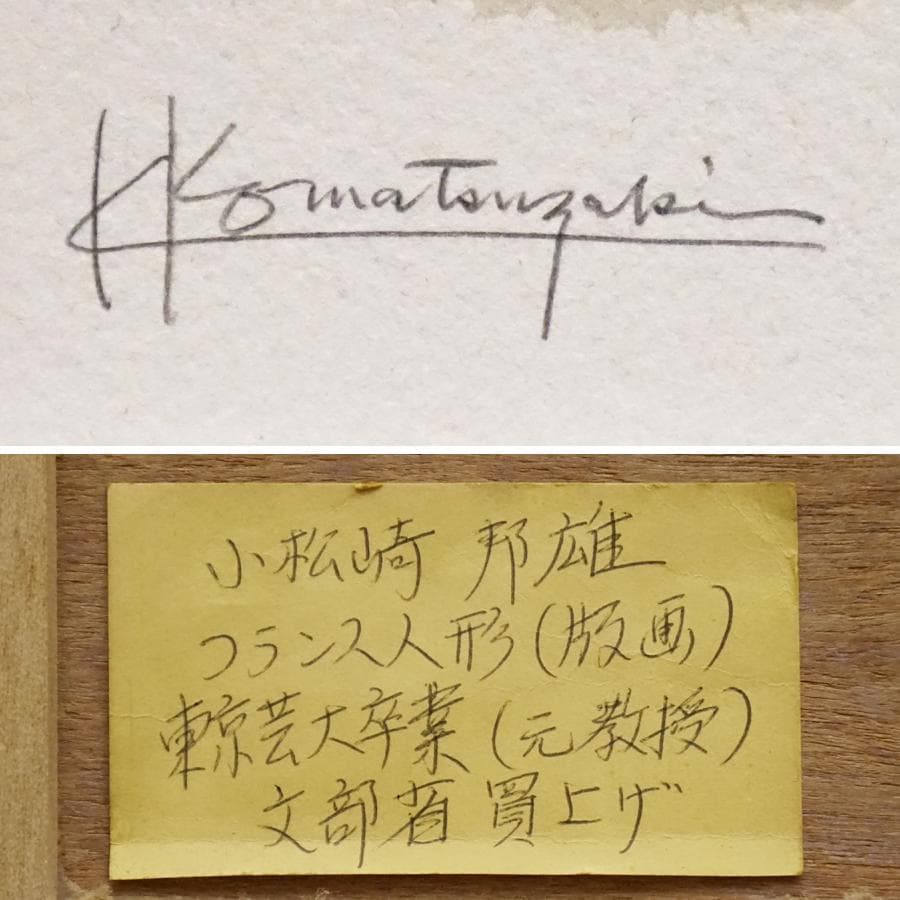 K Komatsuzaki
小松崎 邦雄
フランス人形(版画)
東京芸大卒業(元教授)
文部省買上げ